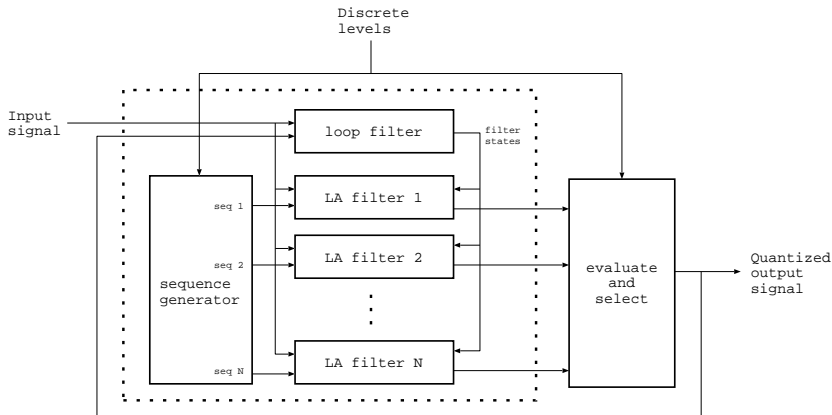 Discrete
levels
Input
signal
loop filter
filter
states
LA filter 1
seq 1
LA filter 2
seq 2
sequence
generator
evaluate
and
select
Quantized
output
signal
LA filter N
seq N